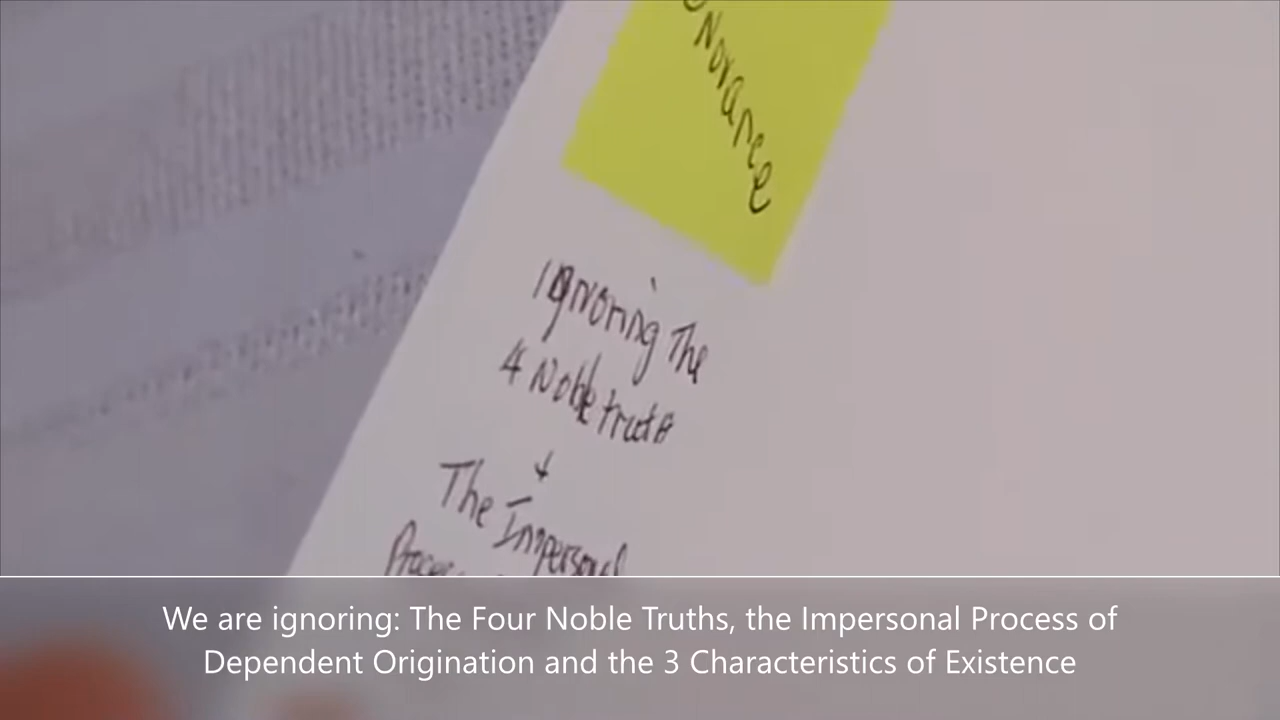 Norance
Ignoring The
4 Noble truth
The Impersonal
We are ignoring: The Four Noble Truths, the Impersonal Process of
Dependent Origination and the 3 Characteristics of Existence